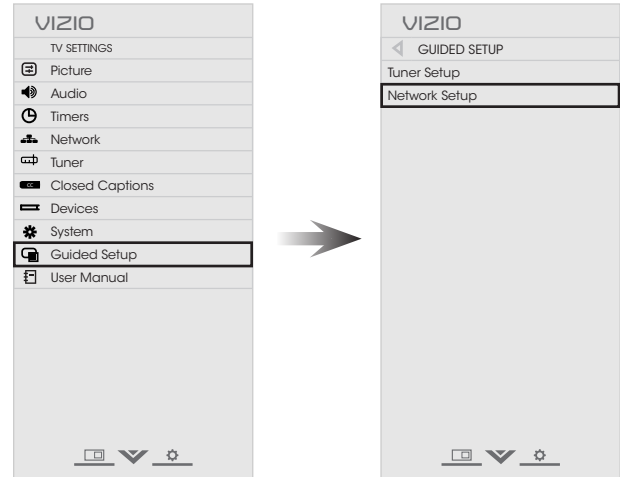 VIZIO
TV SETTINGS
Picture
Audio
Timers
Network
Tuner
CC Closed Captions
Devices
System
Guided Setup
User Manual
VIZIO
GUIDED SETUP
Tuner Setup
Network Setup